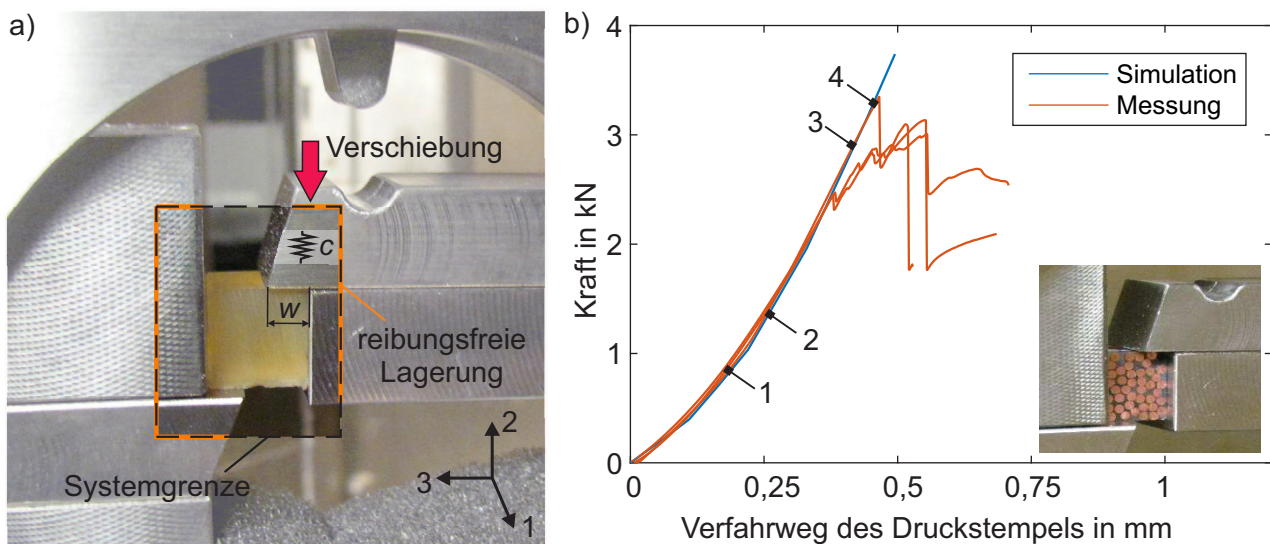 a)
Verschiebung
c
w
reibungsfreie
Lagerung
Systemgrenze
2
3
1
b)
4
3
2
1
0
Kraft in kN
Simulation
Messung
4
3
2
1
0
0,25
0,5
0,75
1
Verfahrweg des Druckstempels in mm